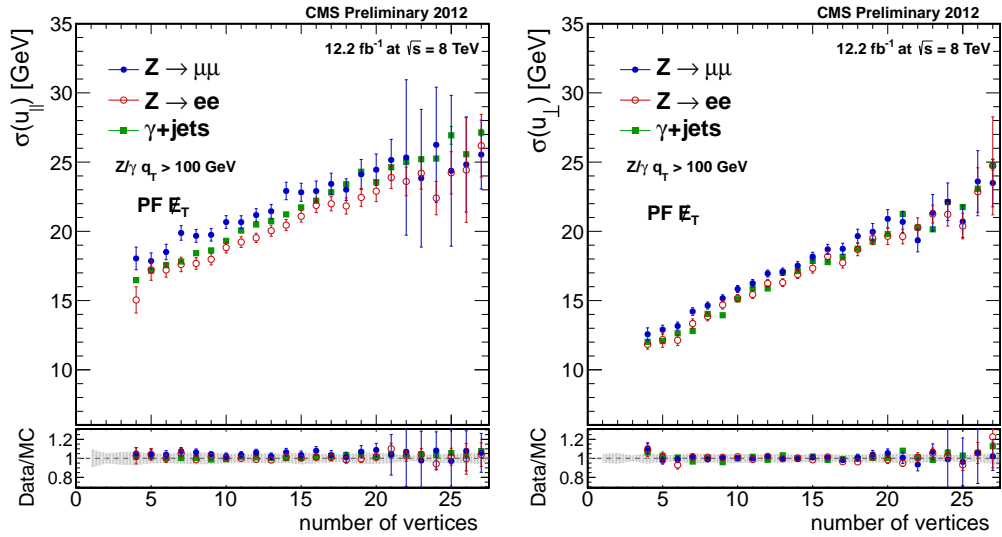 CMS Preliminary 2012
12.2 fb⁻¹ at √s = 8 TeV
σ(u∥) [GeV]
Z → μμ
Z → ee
γ+jets
Z/γ q_T > 100 GeV
PF E̸_T
35
30
25
20
15
10
Data/MC
1.2
1
0.8
0 5 10 15 20 25
number of vertices
CMS Preliminary 2012
12.2 fb⁻¹ at √s = 8 TeV
σ(u⊥) [GeV]
Z → μμ
Z → ee
γ+jets
Z/γ q_T > 100 GeV
PF E̸_T
35
30
25
20
15
10
Data/MC
1.2
1
0.8
0 5 10 15 20 25
number of vertices